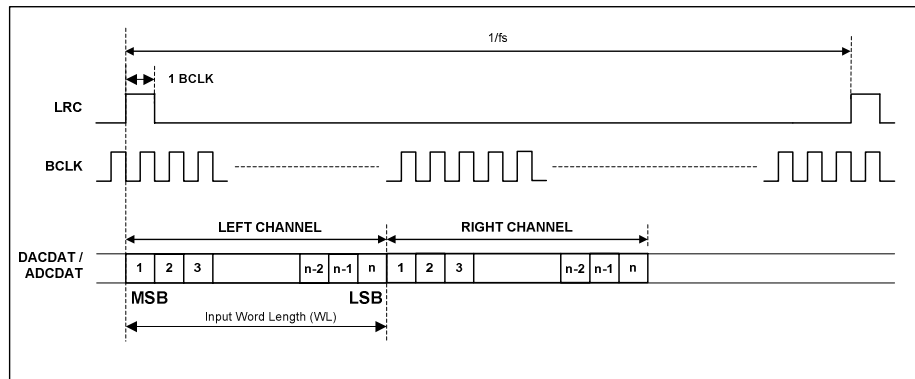 1/fs
1 BCLK
LRC
BCLK
LEFT CHANNEL RIGHT CHANNEL
DACDAT /
ADCDAT
1 2 3 n-2 n-1 n 1 2 3 n-2 n-1 n
MSB LSB
Input Word Length (WL)